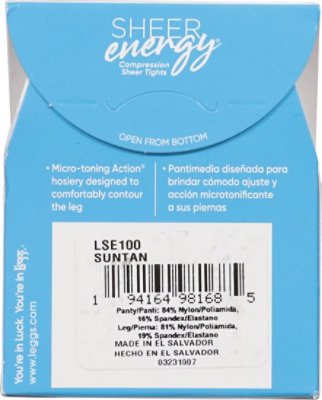 SHEER
energy®
Compression
Sheer Tights
OPEN FROM BOTTOM
• Micro-toning Action®
hosiery designed to
comfortably contour
the leg
• Pantimedia diseñada para
brindar cómodo ajuste y
acción microtonificante
a sus piernas
You're in Luck. You're in L'eggs.
www.leggs.com
LSE100
SUNTAN
1 94164 98168 5
Panty/Panti: 84% Nylon/Poliamida,
16% Spandex/Elastano
Leg/Pierna: 81% Nylon/Poliamida,
19% Spandex/Elastano
MADE IN EL SALVADOR
HECHO EN EL SALVADOR
03231007